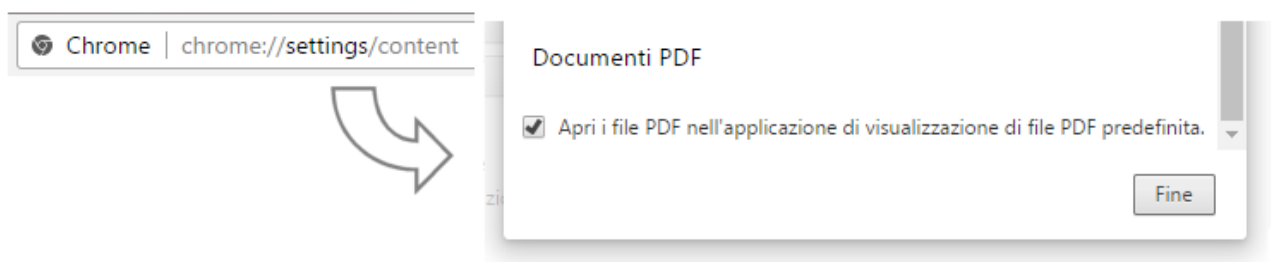 Chrome | chrome://settings/content
Documenti PDF
Apri i file PDF nell'applicazione di visualizzazione di file PDF predefinita.
Fine